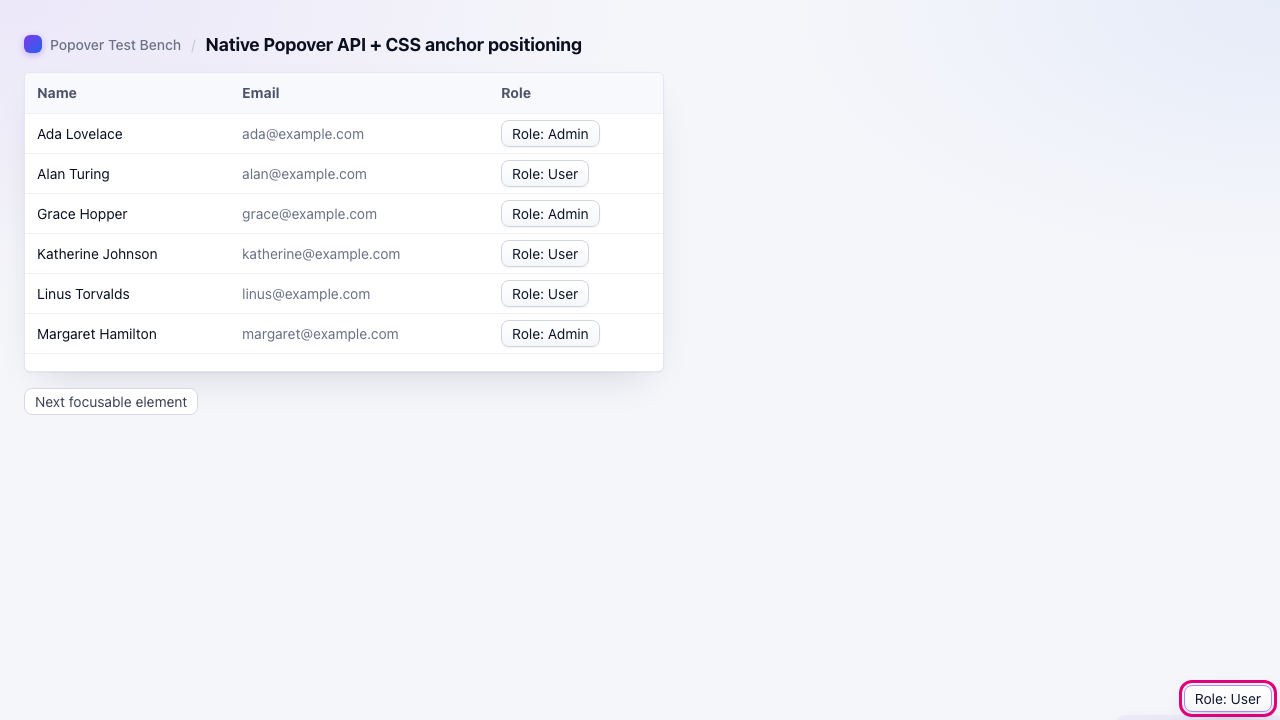 Popover Test Bench / Native Popover API + CSS anchor positioning
Name Email Role
Ada Lovelace ada@example.com Role: Admin
Alan Turing alan@example.com Role: User
Grace Hopper grace@example.com Role: Admin
Katherine Johnson katherine@example.com Role: User
Linus Torvalds linus@example.com Role: User
Margaret Hamilton margaret@example.com Role: Admin
Next focusable element
Role: User